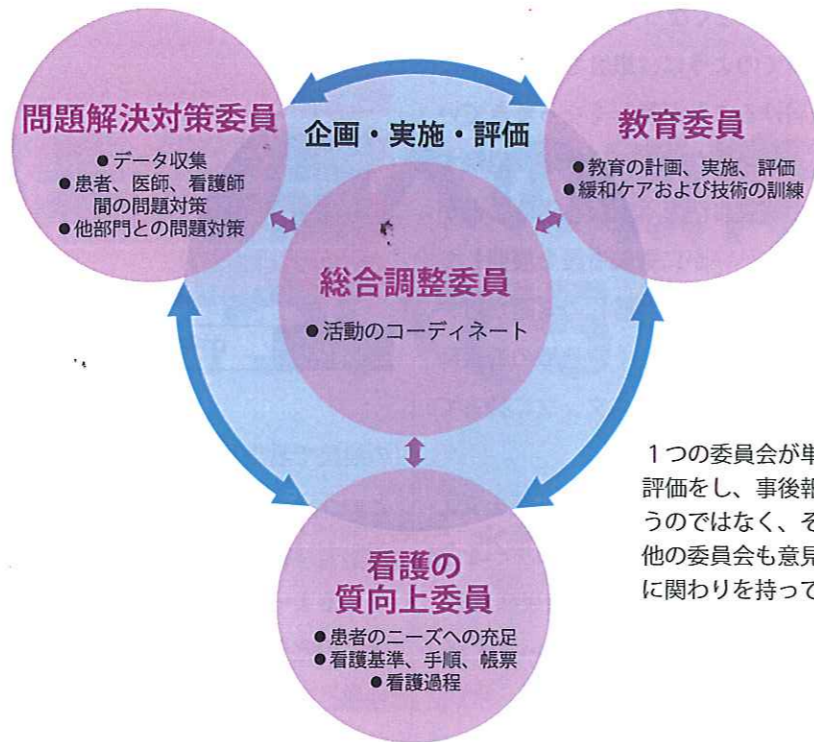 問題解決対策委員
●データ収集
●患者、医師、看護師
間の問題対策
●他部門との問題対策
企画・実施・評価
教育委員
●教育の計画、実施、評価
●緩和ケアおよび技術の訓練
総合調整委員
●活動のコーディネート
看護の
質向上委員
●患者のニーズへの充足
●看護基準、手順、帳票
●看護過程
1つの委員会が単
評価をし、事後報
うのではなく、そ
他の委員会も意見
に関わりを持って